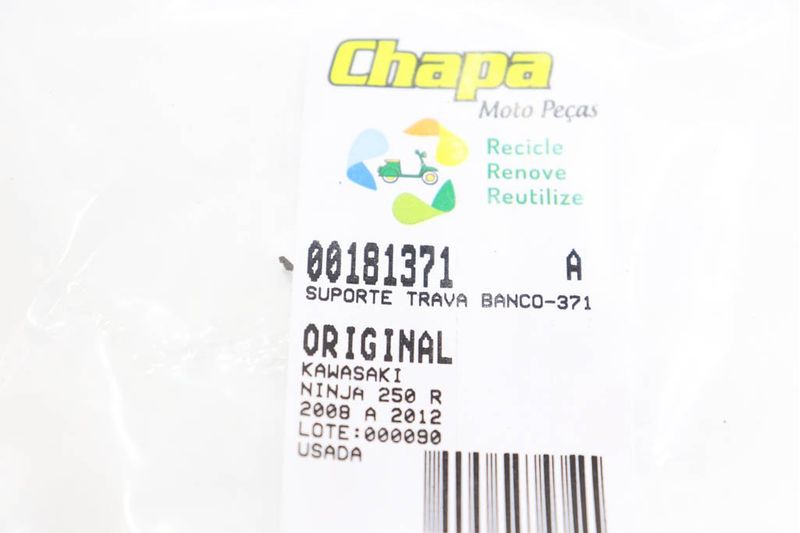 Chapa
Moto Peças
Recicle
Renove
Reutilize
00181371 A
SUPORTE TRAVA BANCO-371
ORIGINAL
KAWASAKI
NINJA 250 R
2008 A 2012
LOTE:000090
USADA